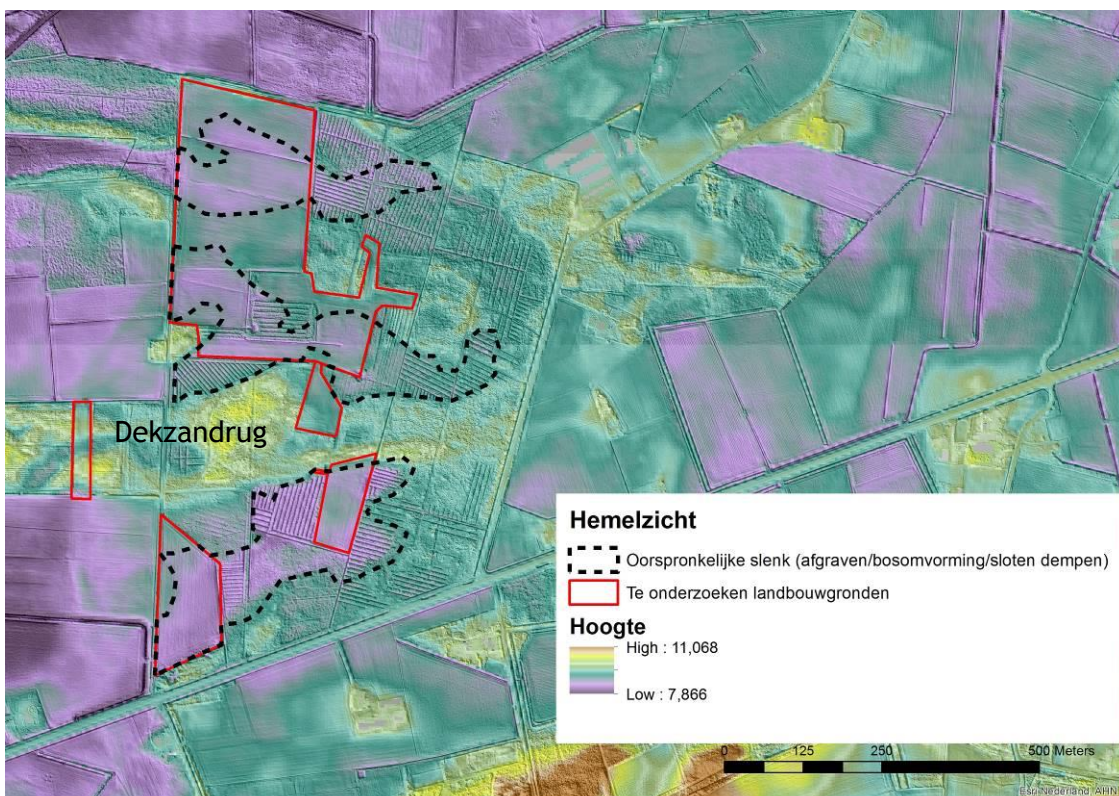 Dekzandrug
Hemelzicht
Oorspronkelijke slenk (afgraven/bosomvorming/sloten dempen)
Te onderzoeken landbouwgronden
Hoogte
High : 11,068
Low : 7,866
0 125 250 500 Meters
Esri Nederland, AHN